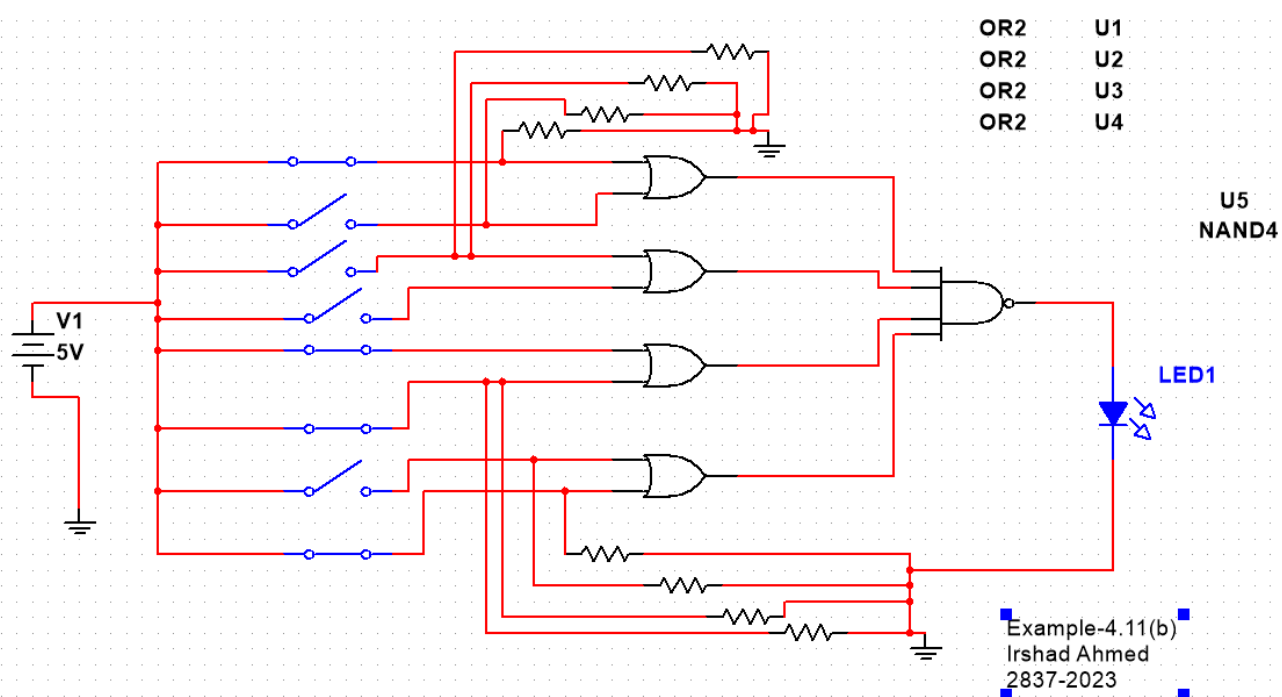 OR2 U1
OR2 U2
OR2 U3
OR2 U4
U5
NAND4
V1
5V
LED1
Example-4.11(b)
Irshad Ahmed
2837-2023